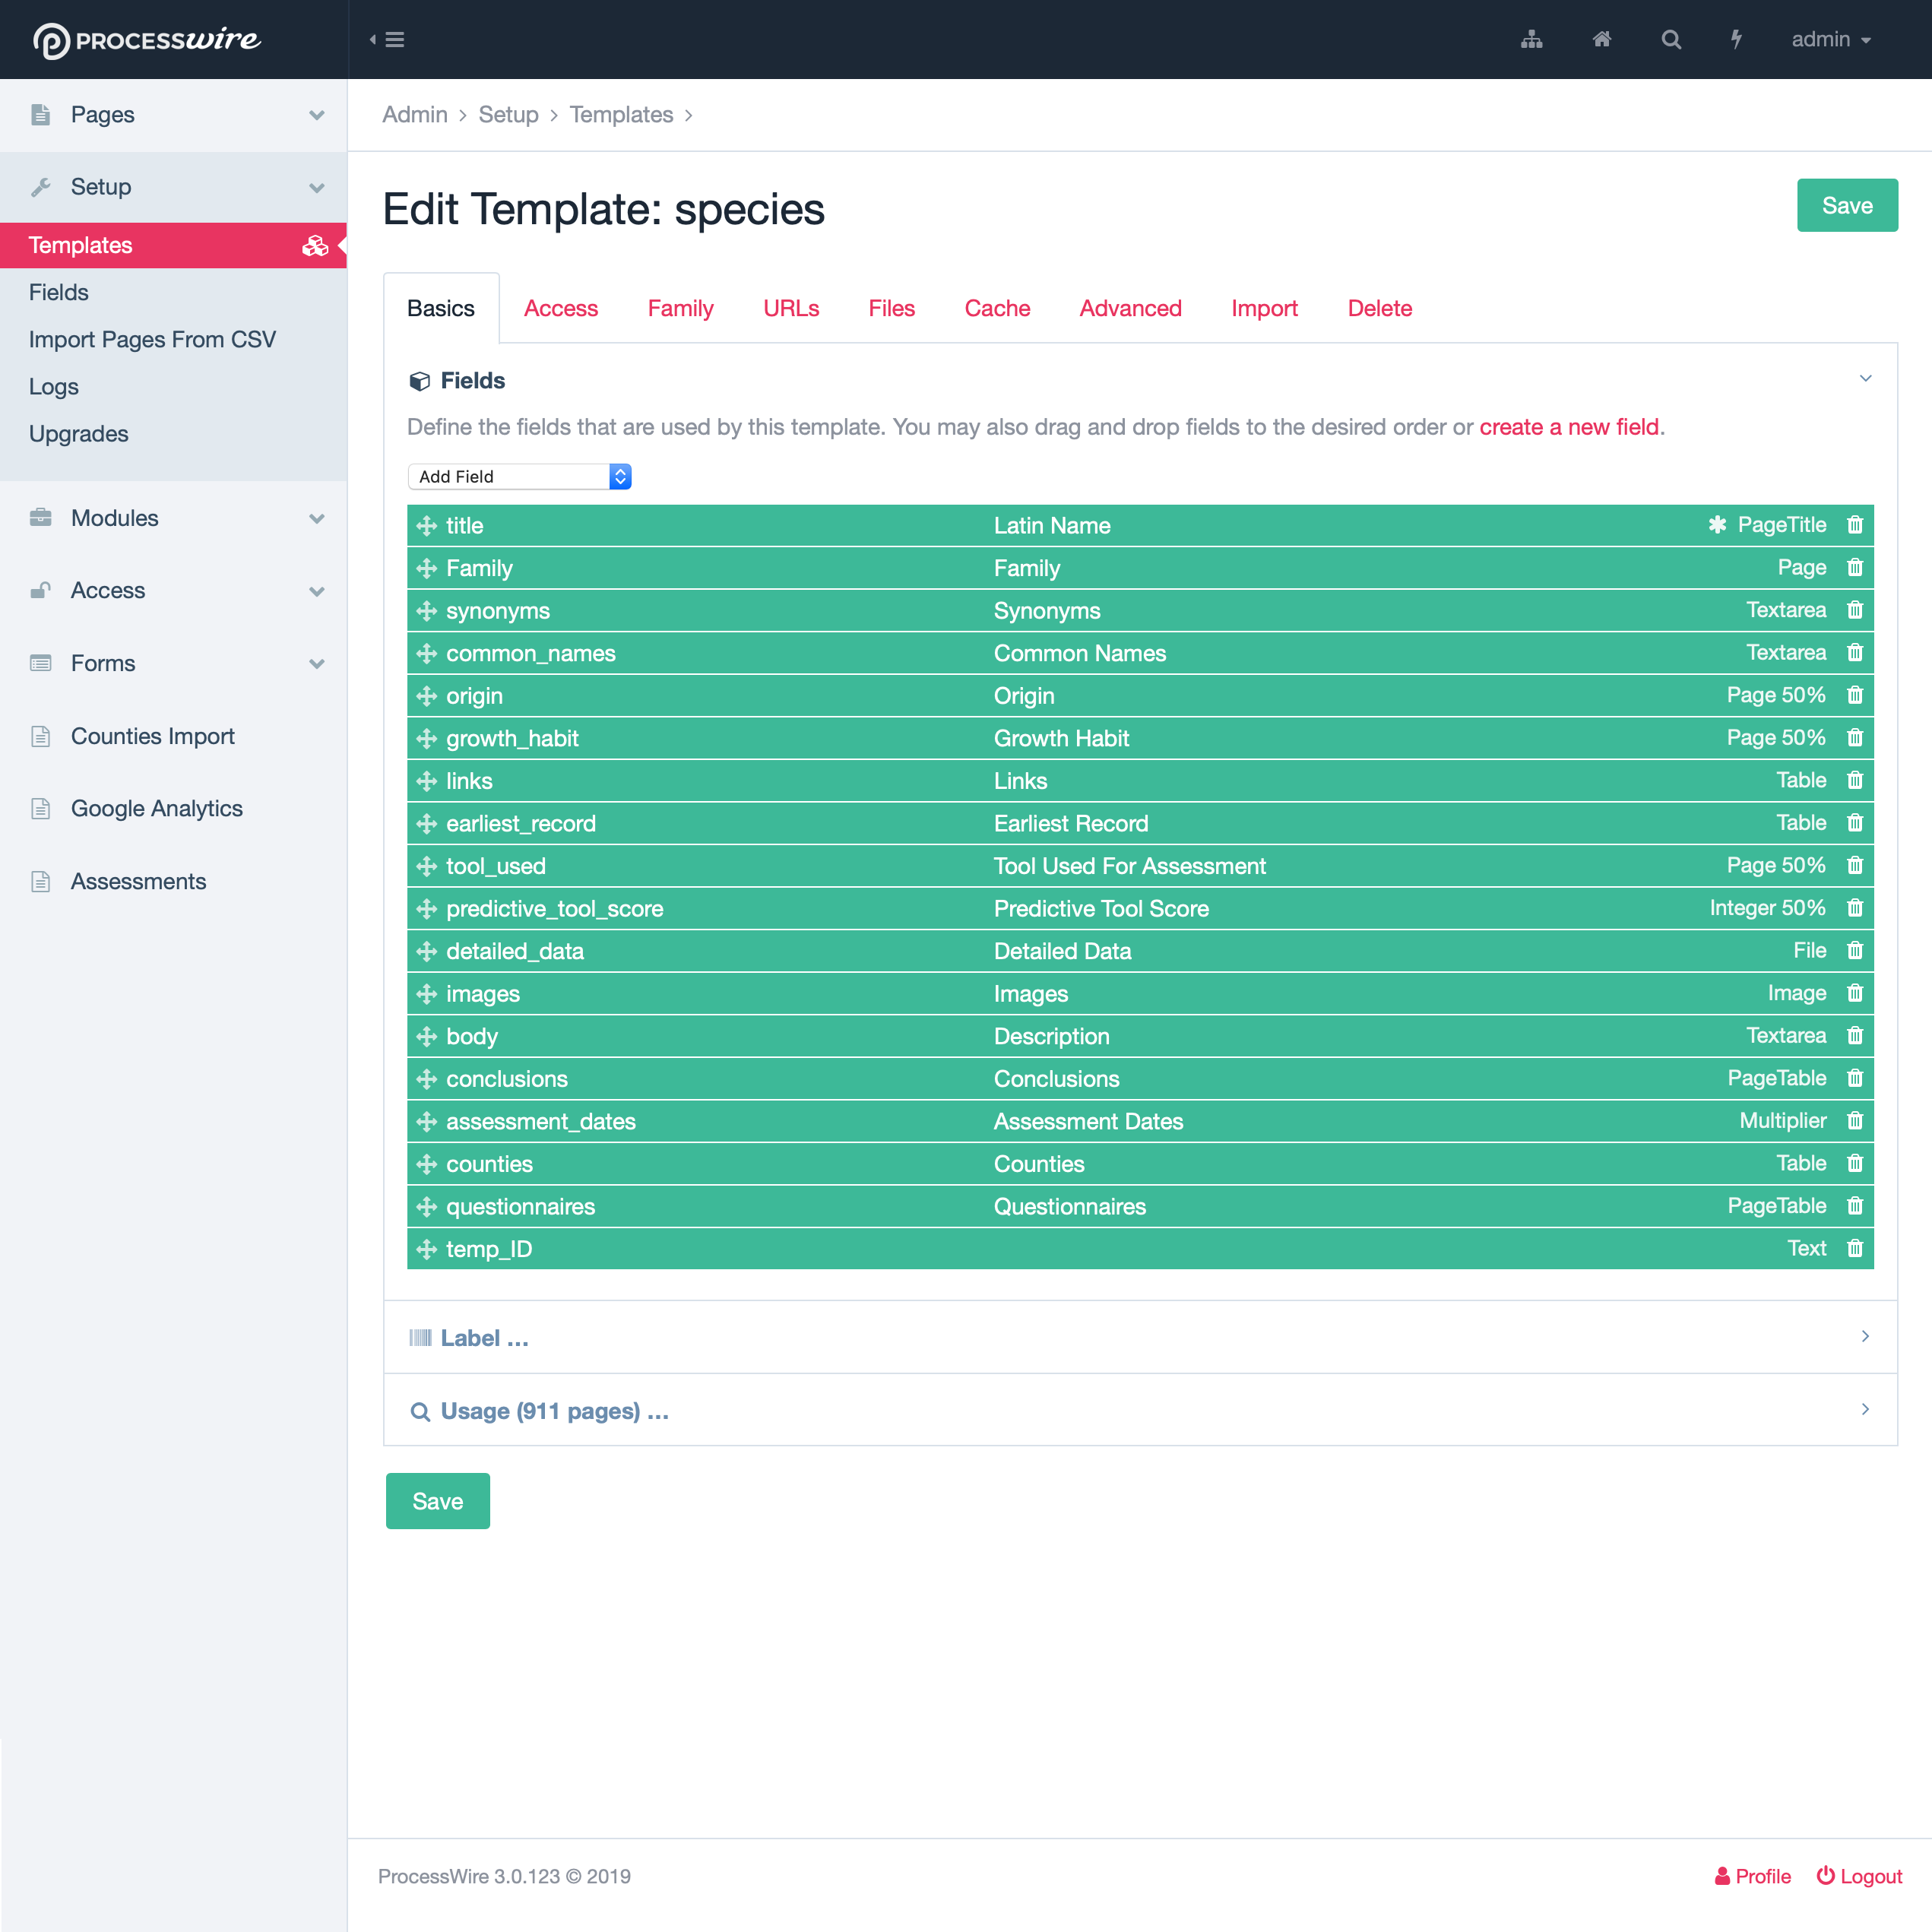 PROCESSwire
admin
Pages
Setup
Templates
Fields
Import Pages From CSV
Logs
Upgrades
Modules
Access
Forms
Counties Import
Google Analytics
Assessments
Admin > Setup > Templates >
Edit Template: species
Save
Basics Access Family URLs Files Cache Advanced Import Delete
Fields
Define the fields that are used by this template. You may also drag and drop fields to the desired order or create a new field.
Add Field
title Latin Name PageTitle
Family Family Page
synonyms Synonyms Textarea
common_names Common Names Textarea
origin Origin Page 50%
growth_habit Growth Habit Page 50%
links Links Table
earliest_record Earliest Record Table
tool_used Tool Used For Assessment Page 50%
predictive_tool_score Predictive Tool Score Integer 50%
detailed_data Detailed Data File
images Images Image
body Description Textarea
conclusions Conclusions PageTable
assessment_dates Assessment Dates Multiplier
counties Counties Table
questionnaires Questionnaires PageTable
temp_ID Text
Label ...
Usage (911 pages) ...
Save
ProcessWire 3.0.123 © 2019
Profile Logout